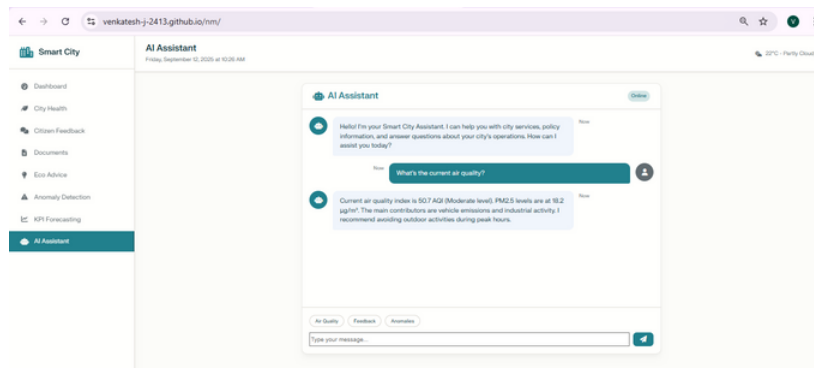 venkatesh-j-2413.github.io/nm/
V
Smart City
AI Assistant
Friday, September 12, 2025 at 10:26 AM
22°C - Partly Cloud
Dashboard
City Health
Citizen Feedback
Documents
Eco Advice
Anomaly Detection
KPI Forecasting
AI Assistant
AI Assistant
Online
Hello! I'm your Smart City Assistant. I can help you with city services, policy
information, and answer questions about your city's operations. How can I
assist you today?
Now
Now
What's the current air quality?
Current air quality index is 50.7 AQI (Moderate level). PM2.5 levels are at 18.2
µg/m³. The main contributors are vehicle emissions and industrial activity. I
recommend avoiding outdoor activities during peak hours.
Now
Air Quality
Feedback
Anomalies
Type your message...